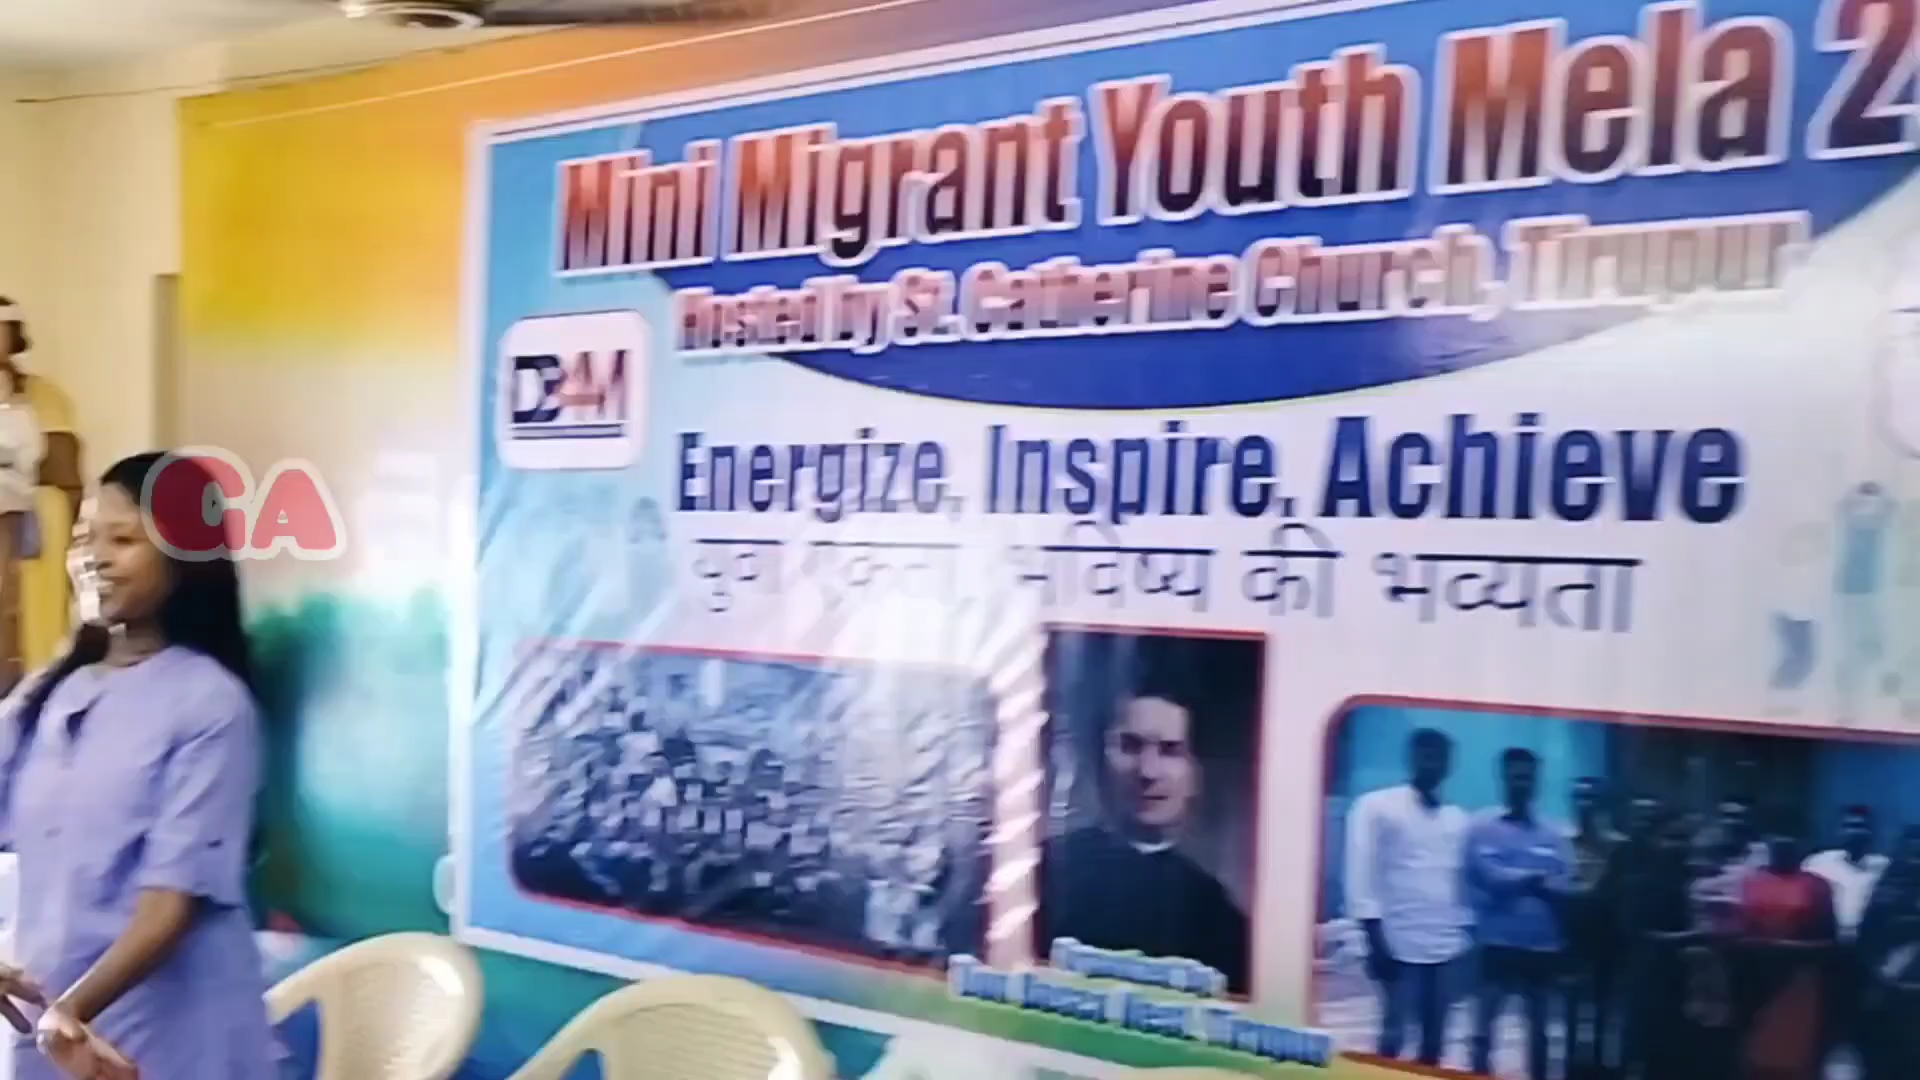 Mini Migrant Youth Mela 2
Hosted by St. Catherine Church, Tirupur
DBAM
Energize, Inspire, Achieve
युवा एकता, भविष्य की भव्यता
GA